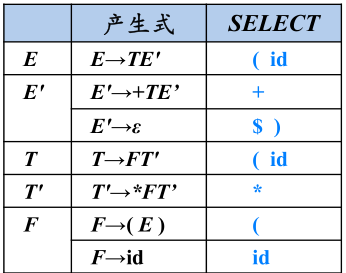 产生式 SELECT
E E→TE' ( id
E' E'→+TE’ +
E'→ε $ )
T T→FT' ( id
T' T'→*FT’ *
F F→( E ) (
F→id id